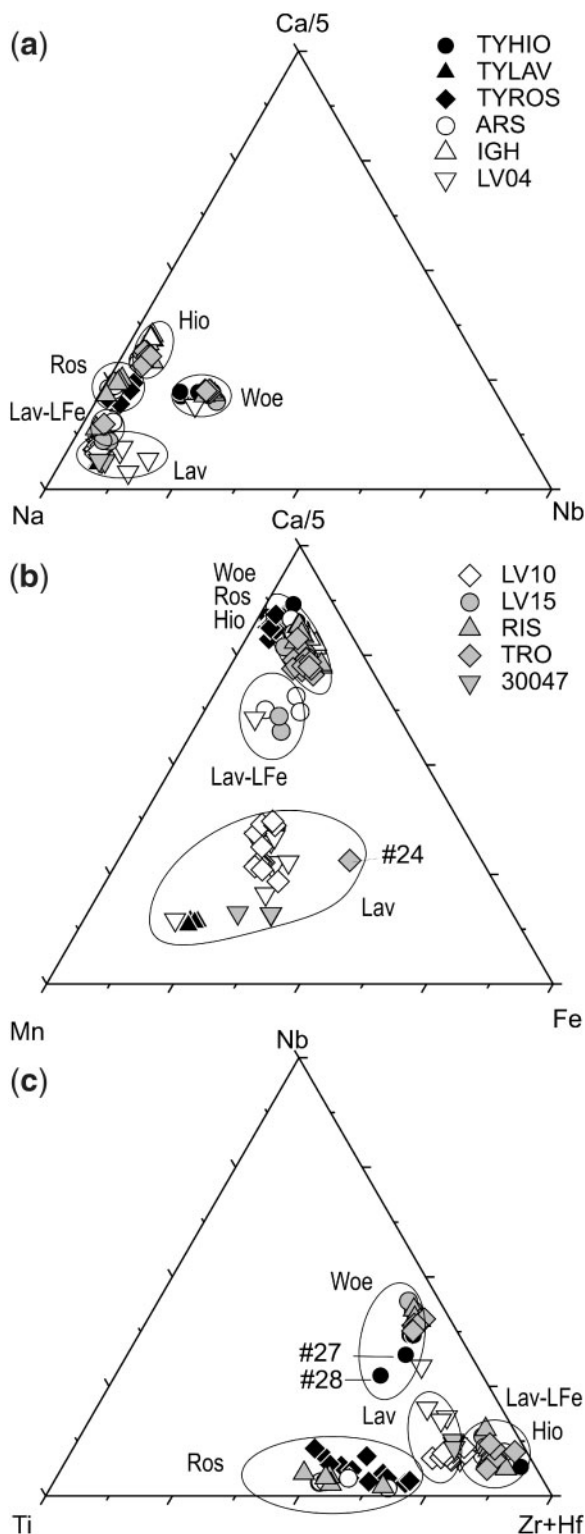 (a)
Ca/5
TYHIO
TYLAV
TYROS
ARS
IGH
LV04
Hio
Ros
Lav-LFe
Woe
Lav
Na
Nb
(b)
Ca/5
Woe
Ros
Hio
LV10
LV15
RIS
TRO
30047
Lav-LFe
#24
Lav
Mn
Fe
(c)
Nb
Woe
#27
#28
Lav
Lav-LFe
Hio
Ros
Ti
Zr+Hf